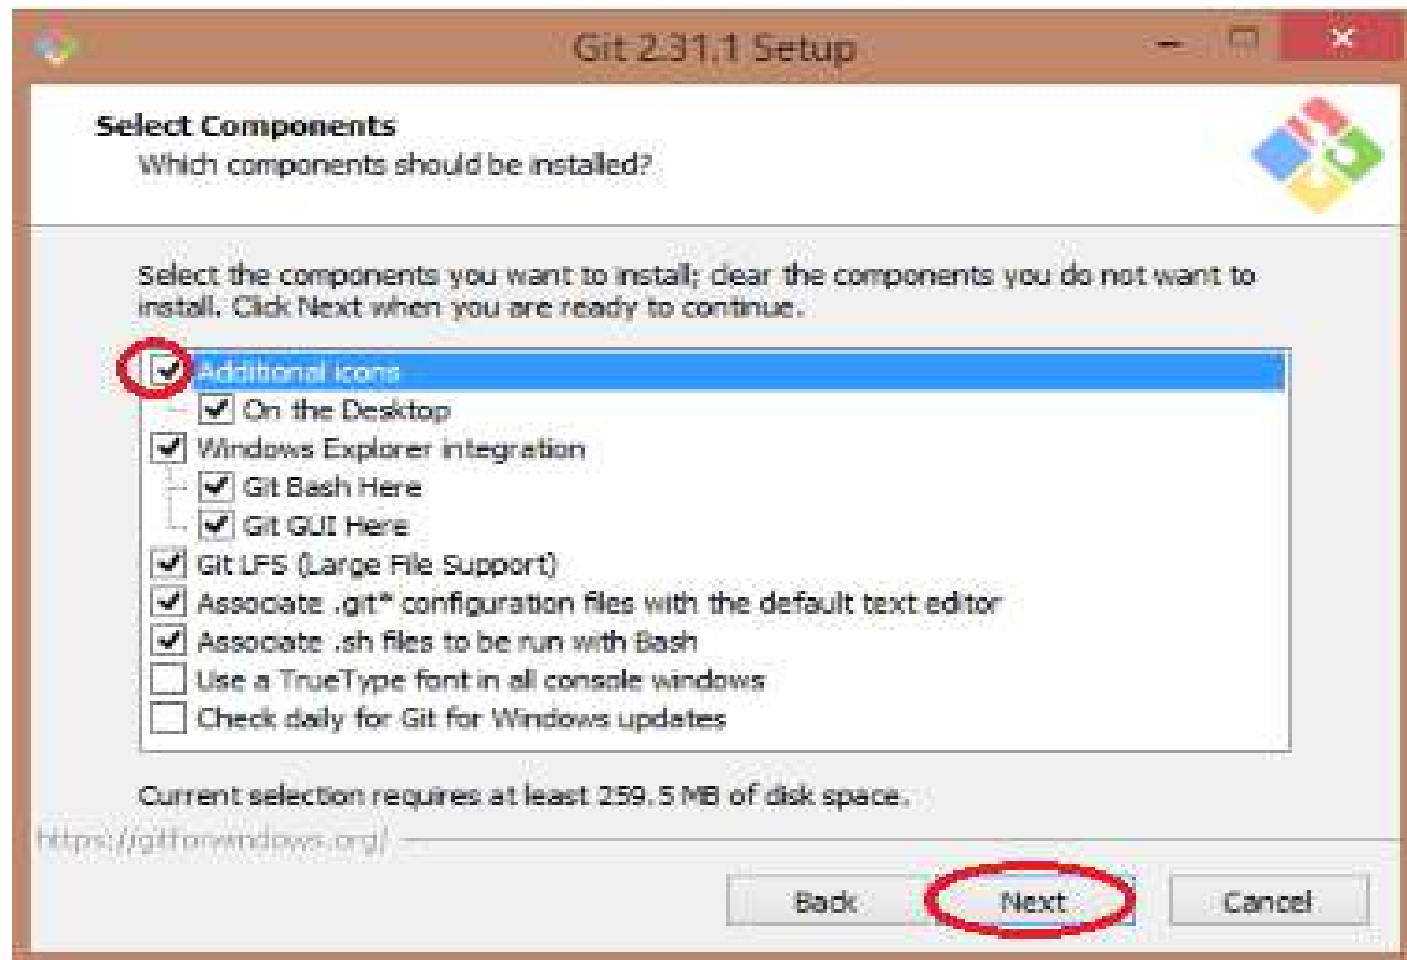 Git 2.31.1 Setup
Select Components
Which components should be installed?
Select the components you want to install; clear the components you do not want to
install. Click Next when you are ready to continue.
Additional icons
On the Desktop
Windows Explorer integration
Git Bash Here
Git GUI Here
Git LFS (Large File Support)
Associate .git* configuration files with the default text editor
Associate .sh files to be run with Bash
Use a TrueType font in all console windows
Check daily for Git for Windows updates
Current selection requires at least 259.5 MB of disk space.
https://gitforwindows.org/
Back Next Cancel